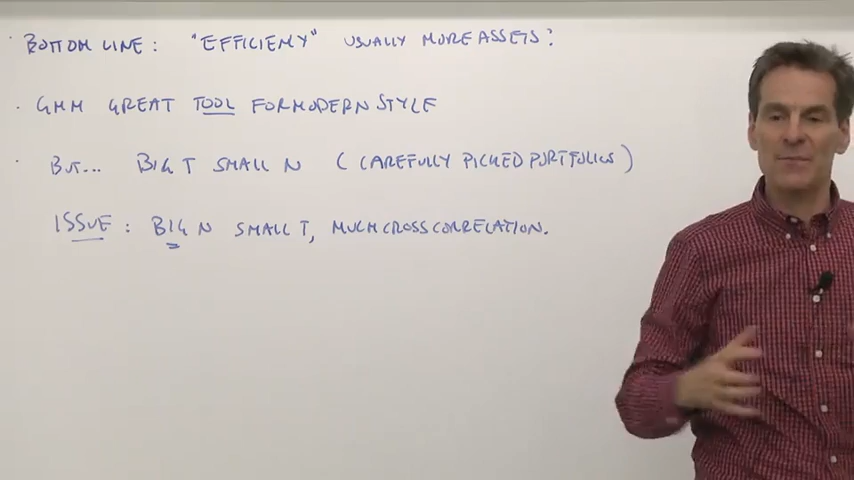 BOTTOM LINE: "EFFICIENCY" USUALLY MORE ASSETS?
GMM GREAT TOOL FOR MODERN STYLE
BUT... BIG T SMALL N (CAREFULLY PICKED PORTFOLIOS)
ISSUE: BIG N SMALL T, MUCH CROSS CORRELATION.